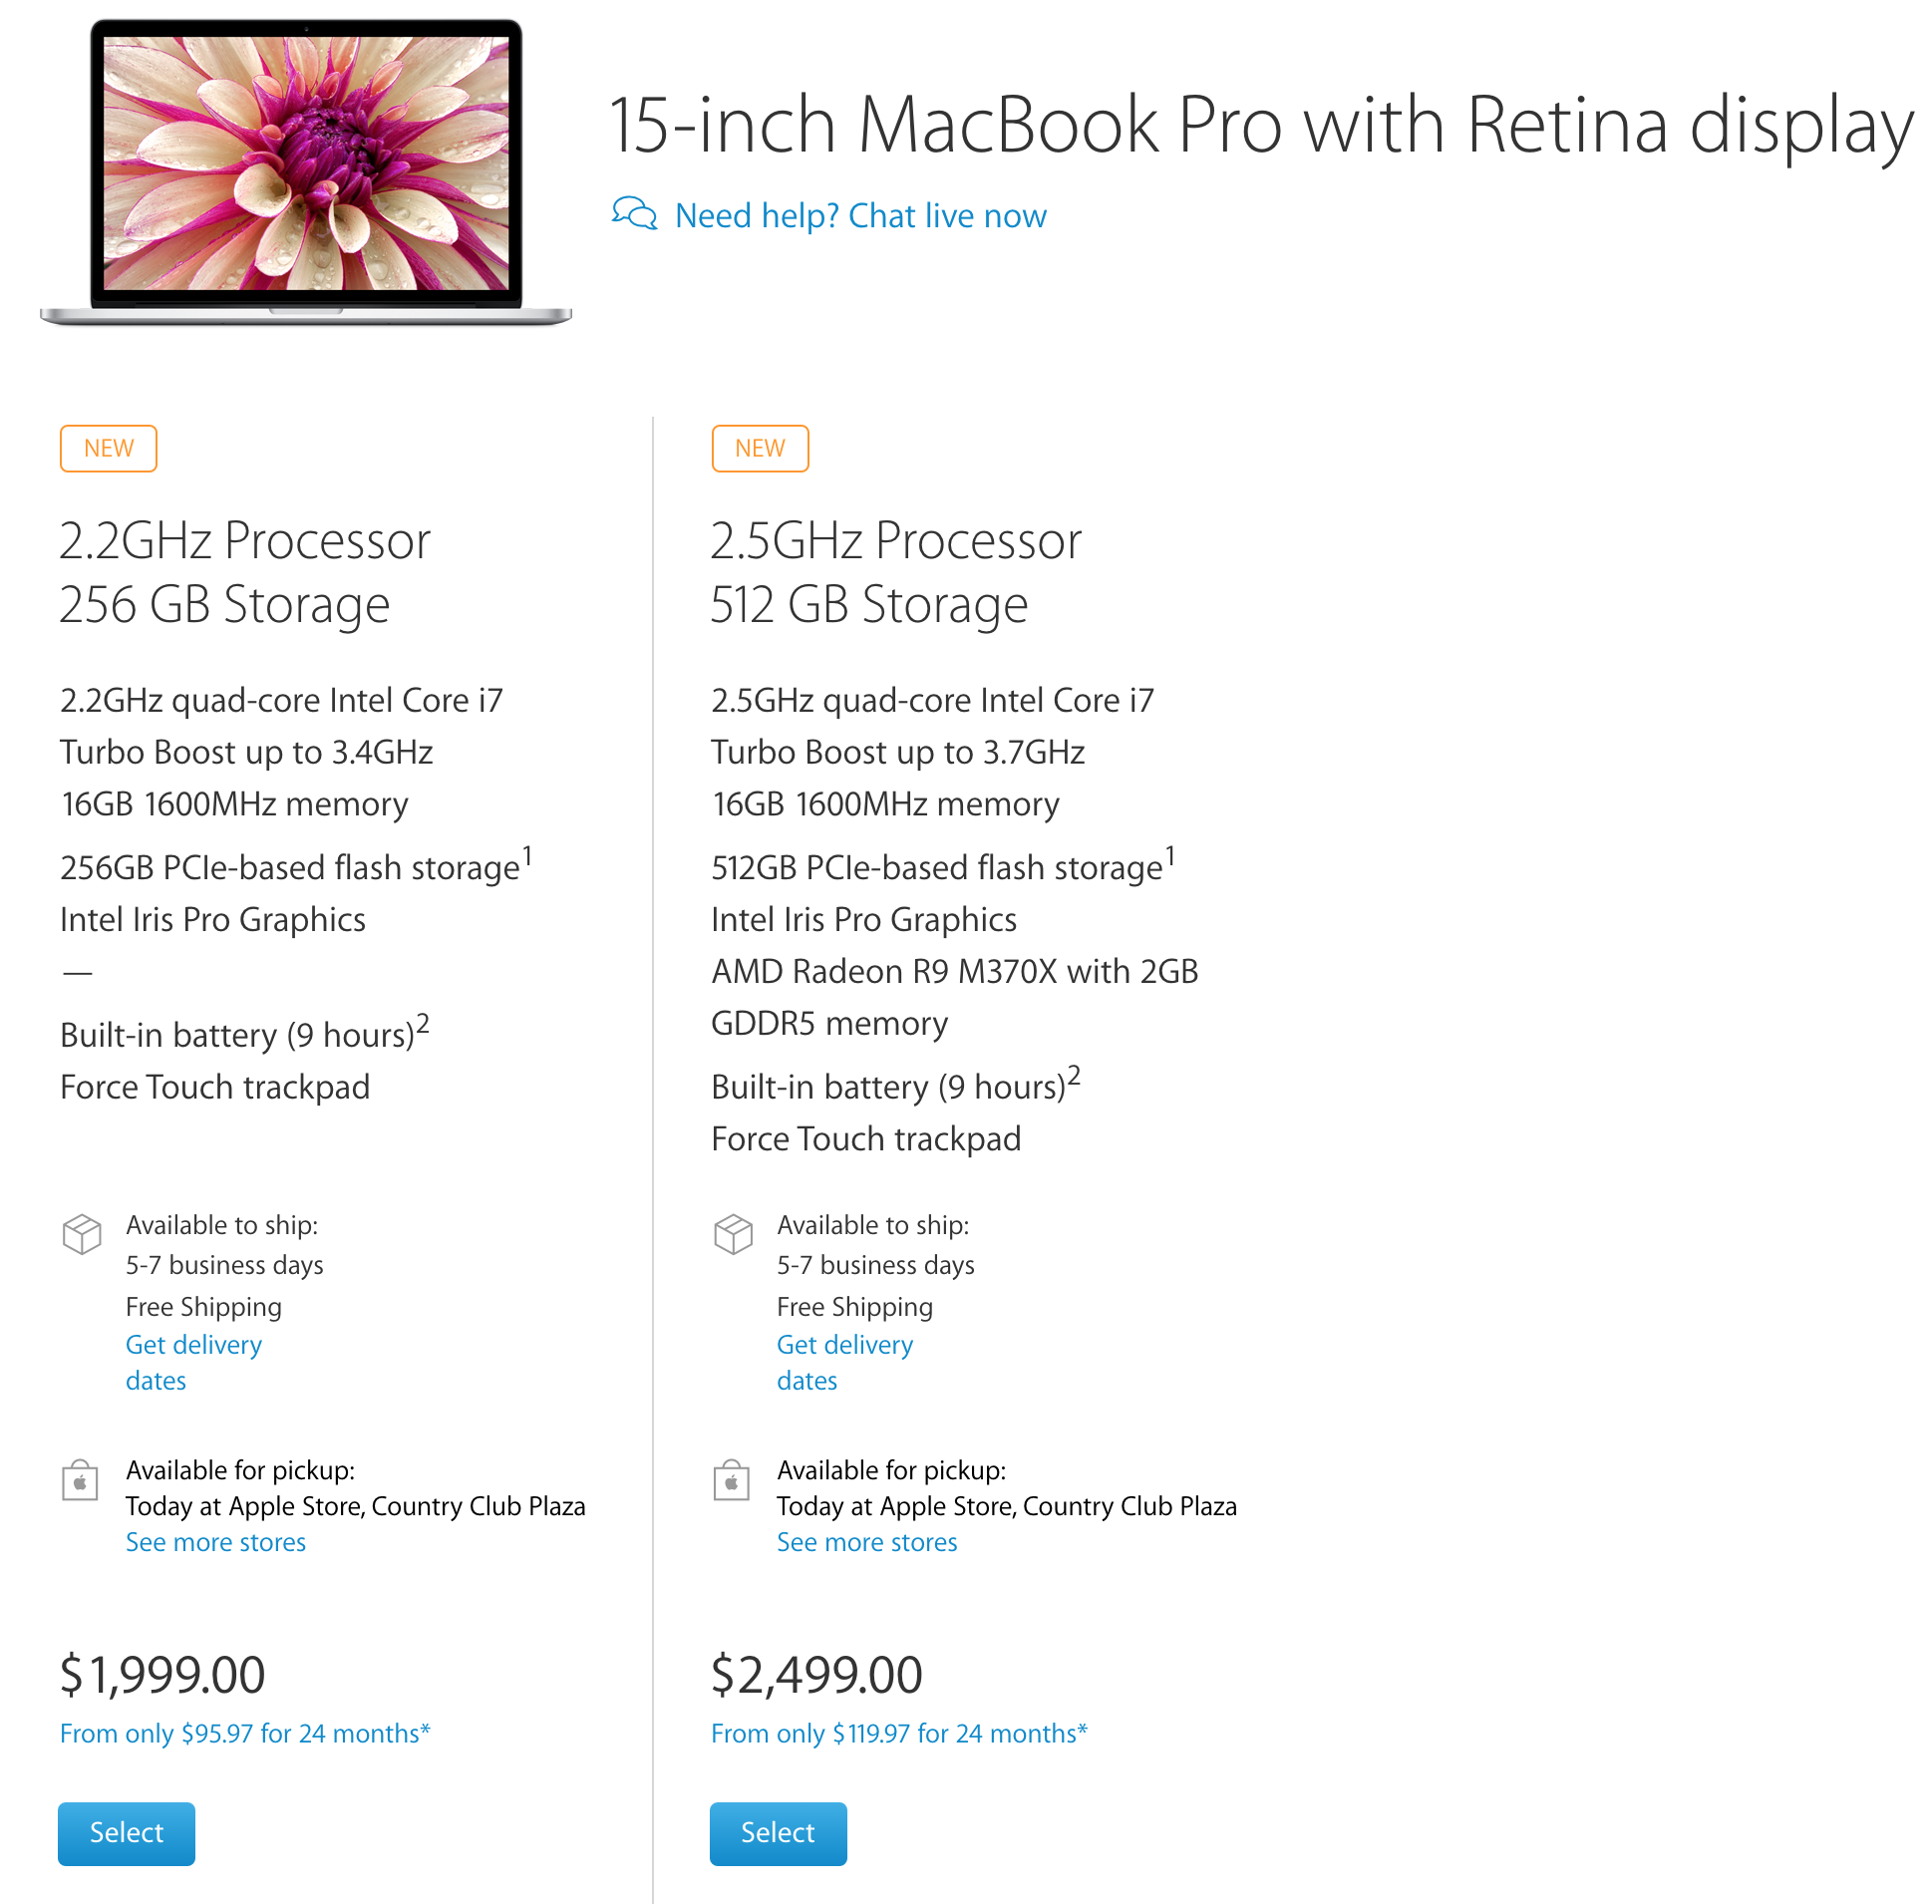 15-inch MacBook Pro with Retina display
Need help? Chat live now
NEW
2.2GHz Processor
256 GB Storage
2.2GHz quad-core Intel Core i7
Turbo Boost up to 3.4GHz
16GB 1600MHz memory
256GB PCIe-based flash storage1
Intel Iris Pro Graphics
—
Built-in battery (9 hours)2
Force Touch trackpad
Available to ship:
5-7 business days
Free Shipping
Get delivery
dates
Available for pickup:
Today at Apple Store, Country Club Plaza
See more stores
$1,999.00
From only $95.97 for 24 months*
Select
NEW
2.5GHz Processor
512 GB Storage
2.5GHz quad-core Intel Core i7
Turbo Boost up to 3.7GHz
16GB 1600MHz memory
512GB PCIe-based flash storage1
Intel Iris Pro Graphics
AMD Radeon R9 M370X with 2GB
GDDR5 memory
Built-in battery (9 hours)2
Force Touch trackpad
Available to ship:
5-7 business days
Free Shipping
Get delivery
dates
Available for pickup:
Today at Apple Store, Country Club Plaza
See more stores
$2,499.00
From only $119.97 for 24 months*
Select